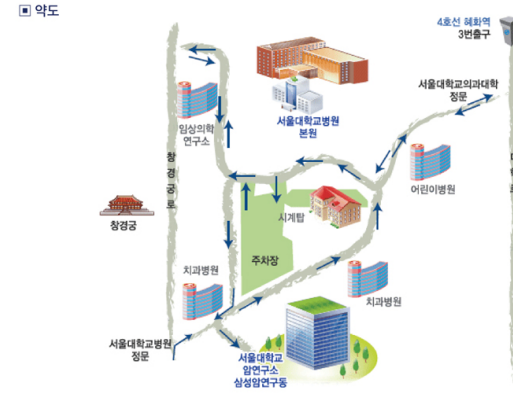 약도
4호선 혜화역
3번출구
서울대학교의과대학
정문
서울대학교병원
본원
임상의학
연구소
창경궁로
어린이병원
시계탑
창경궁
주차장
치과병원
치과병원
서울대학교병원
정문
서울대학교
암연구소
삼성암연구동